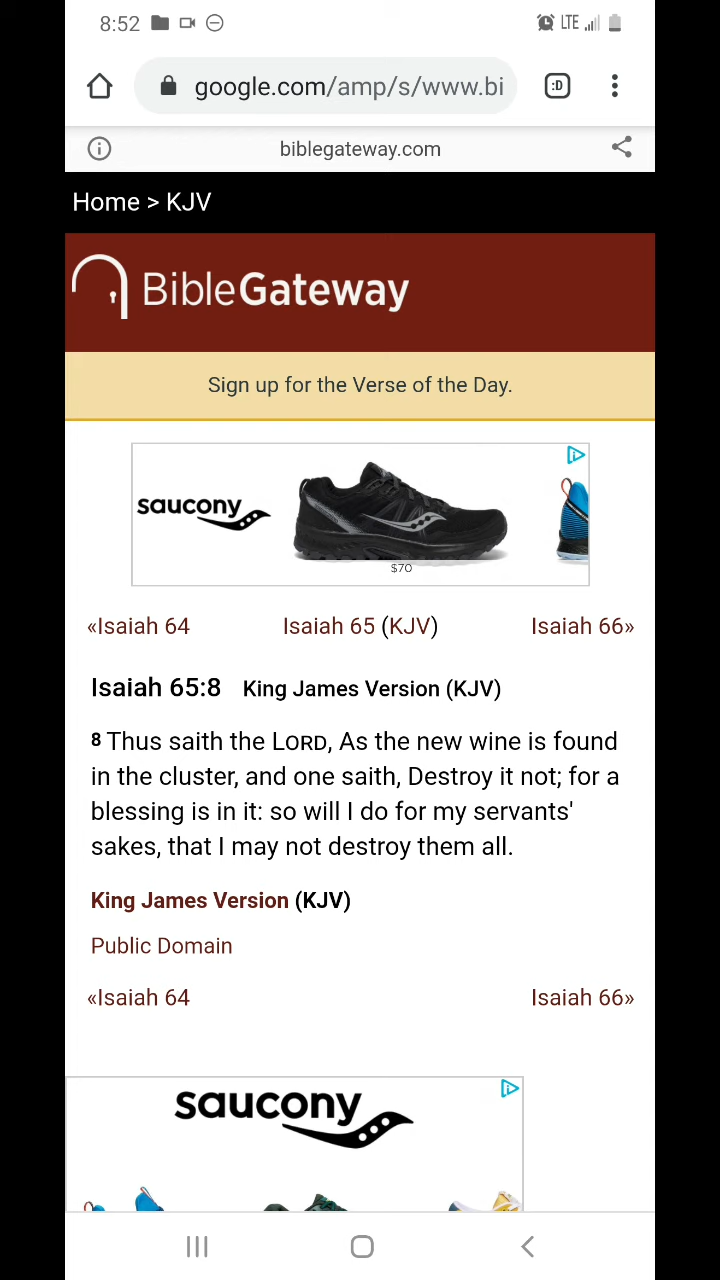 8:52 LTE
:D
google.com/amp/s/www.bi
biblegateway.com
Home > KJV
BibleGateway
Sign up for the Verse of the Day.
saucony
$70
«Isaiah 64 Isaiah 65 (KJV) Isaiah 66»
Isaiah 65:8 King James Version (KJV)
8 Thus saith the LORD, As the new wine is found
in the cluster, and one saith, Destroy it not; for a
blessing is in it: so will I do for my servants'
sakes, that I may not destroy them all.
King James Version (KJV)
Public Domain
«Isaiah 64 Isaiah 66»
saucony